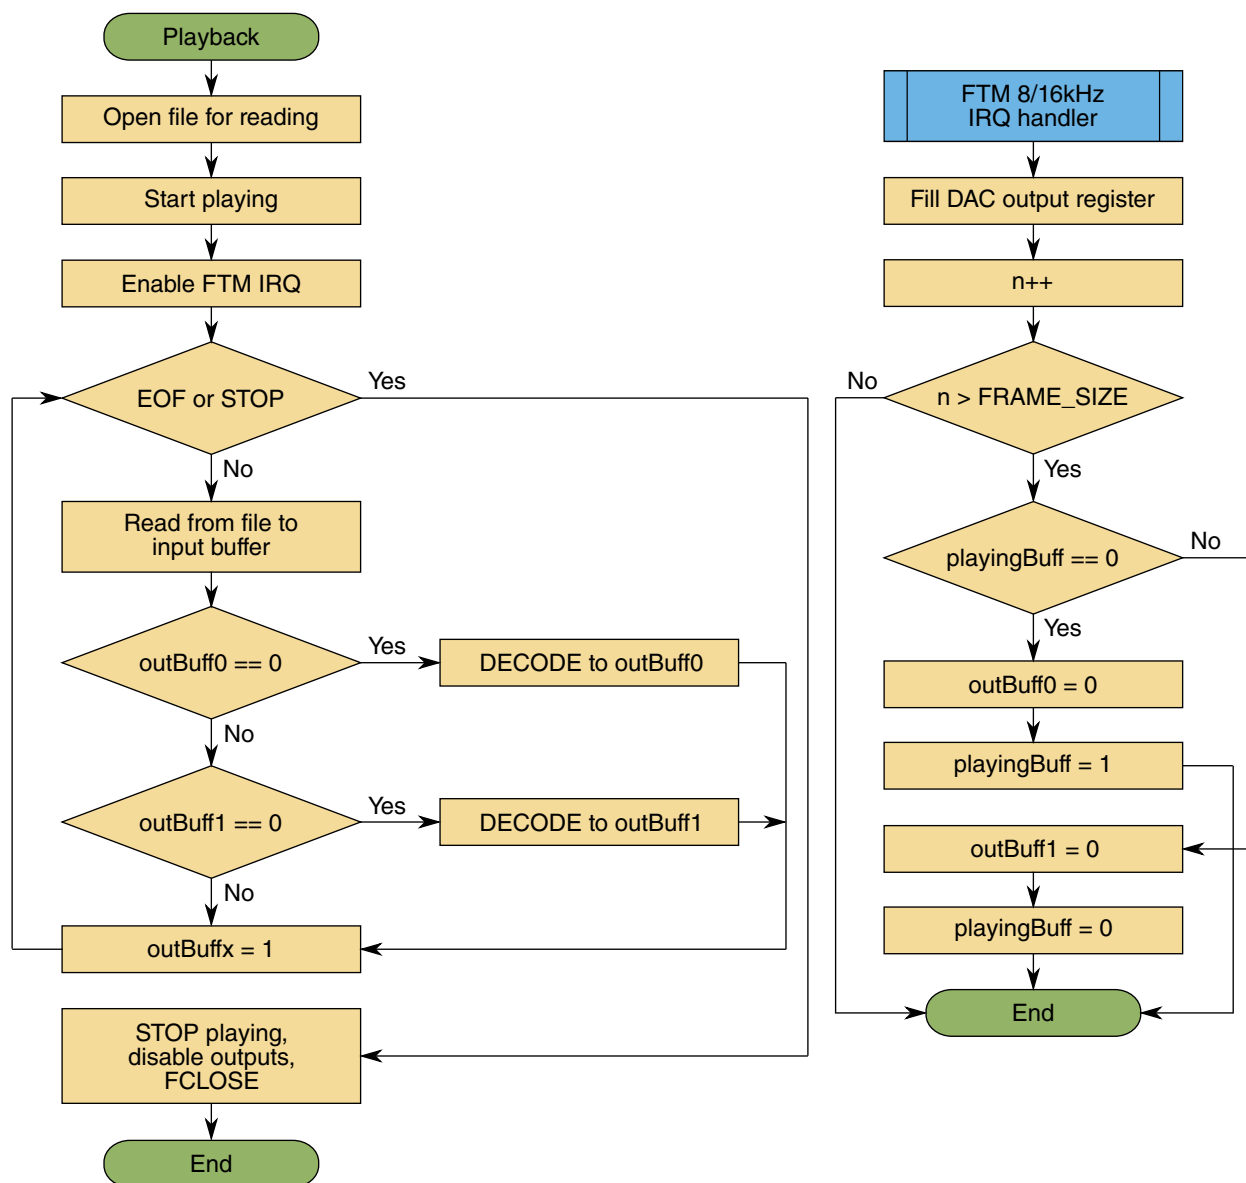 Playback
Open file for reading
Start playing
Enable FTM IRQ
EOF or STOP
Yes
No
Read from file to
input buffer
outBuff0 == 0
Yes
DECODE to outBuff0
No
outBuff1 == 0
Yes
DECODE to outBuff1
No
outBuffx = 1
STOP playing,
disable outputs,
FCLOSE
End
FTM 8/16kHz
IRQ handler
Fill DAC output register
n++
No
n > FRAME_SIZE
Yes
playingBuff == 0
No
Yes
outBuff0 = 0
playingBuff = 1
outBuff1 = 0
playingBuff = 0
End